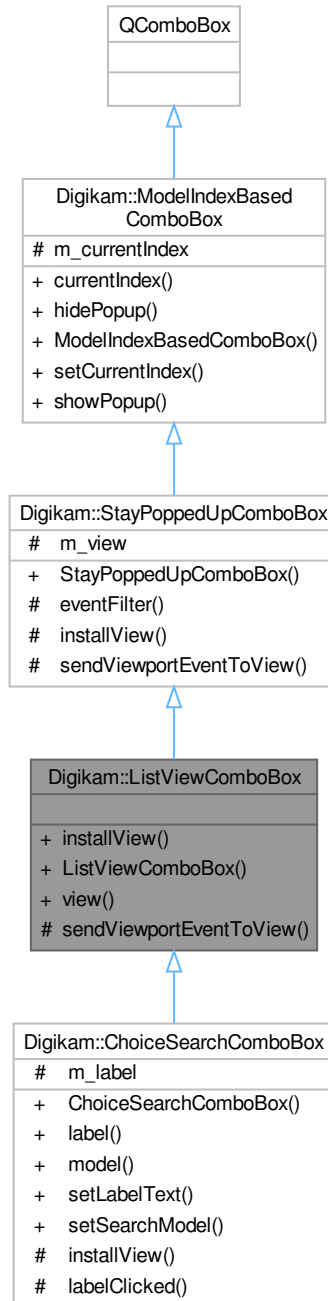 QComboBox
Digikam::ModelIndexBased
ComboBox
# m_currentIndex
+ currentIndex()
+ hidePopup()
+ ModelIndexBasedComboBox()
+ setCurrentIndex()
+ showPopup()
Digikam::StayPoppedUpComboBox
# m_view
+ StayPoppedUpComboBox()
# eventFilter()
# installView()
# sendViewportEventToView()
Digikam::ListViewComboBox
+ installView()
+ ListViewComboBox()
+ view()
# sendViewportEventToView()
Digikam::ChoiceSearchComboBox
# m_label
+ ChoiceSearchComboBox()
+ label()
+ model()
+ setLabelText()
+ setSearchModel()
# installView()
# labelClicked()